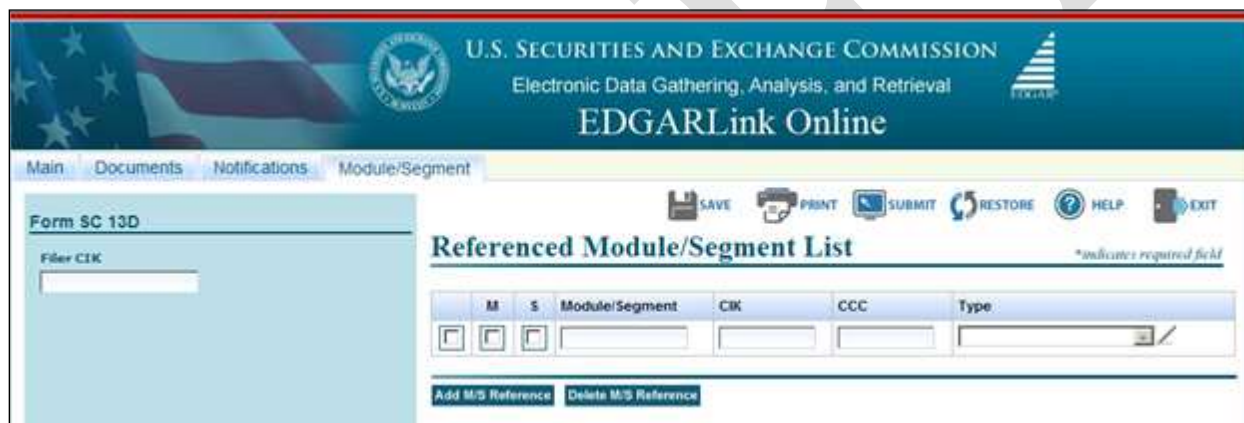 U.S. SECURITIES AND EXCHANGE COMMISSION
Electronic Data Gathering, Analysis, and Retrieval
EDGAR
EDGARLink Online
Main Documents Notifications Module/Segment
SAVE PRINT SUBMIT RESTORE HELP EXIT
Form SC 13D
Referenced Module/Segment List
*indicates required field
Filer CIK
M S Module/Segment CIK CCC Type
Add M/S Reference Delete M/S Reference